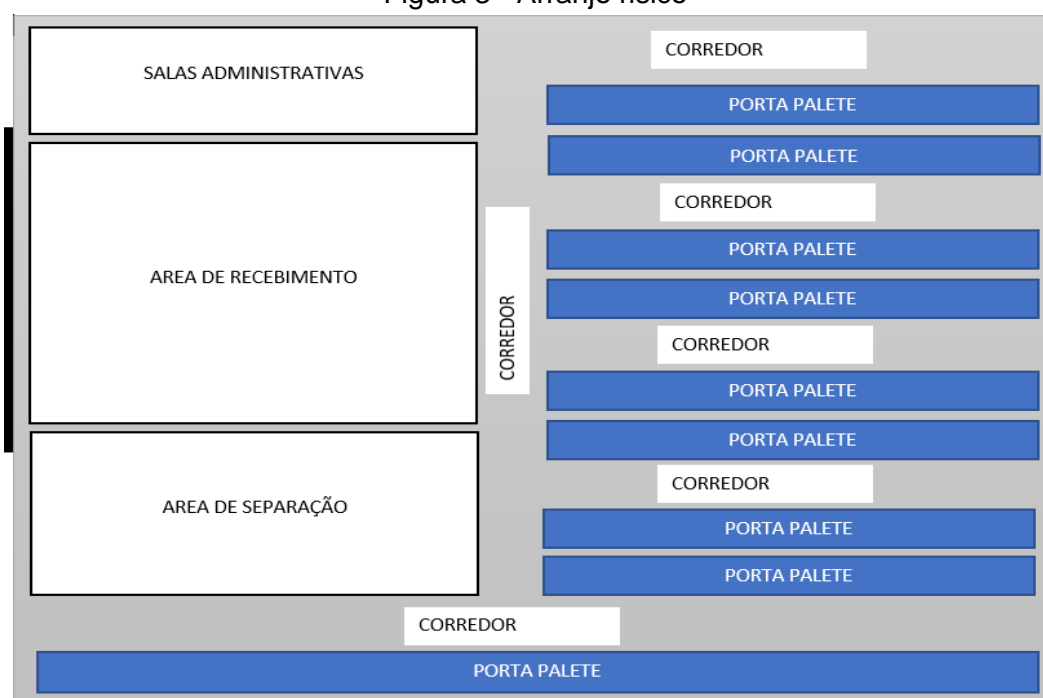 Figura - Arranjo físico
SALAS ADMINISTRATIVAS
AREA DE RECEBIMENTO
AREA DE SEPARAÇÃO
CORREDOR
CORREDOR
PORTA PALETE
PORTA PALETE
CORREDOR
PORTA PALETE
PORTA PALETE
CORREDOR
PORTA PALETE
PORTA PALETE
CORREDOR
PORTA PALETE
PORTA PALETE
CORREDOR
PORTA PALETE